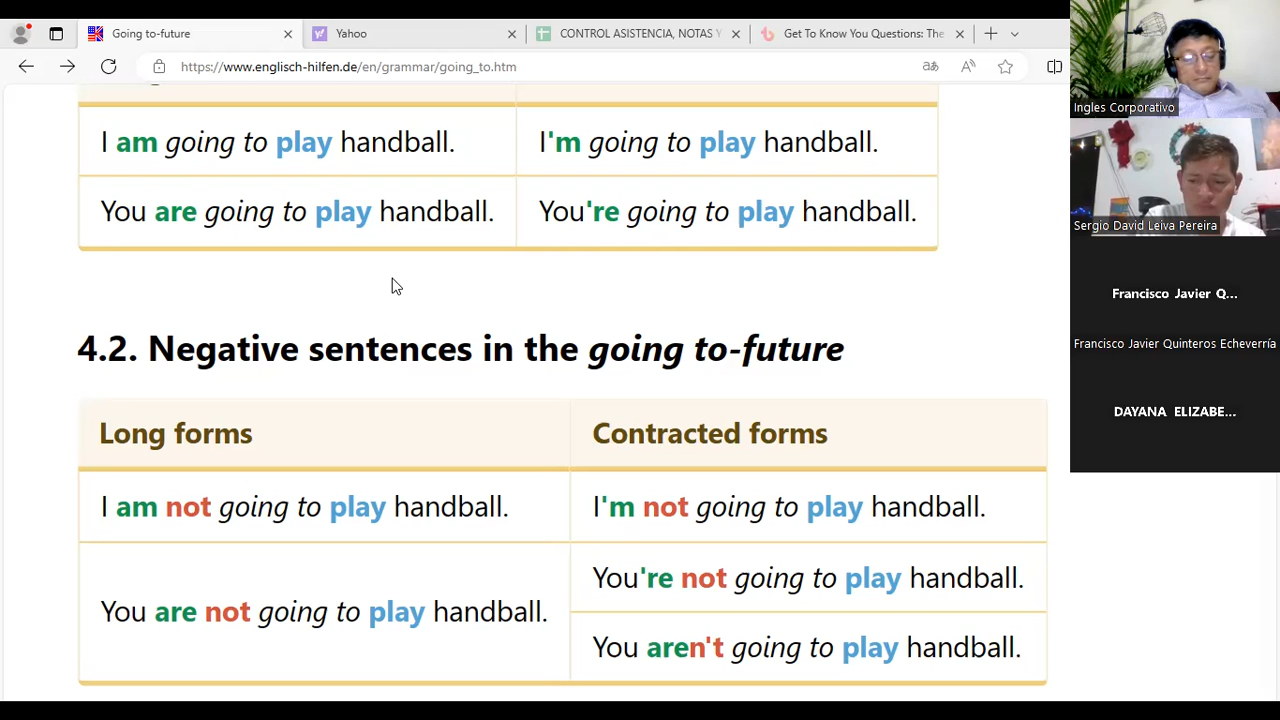 Going to-future
Yahoo
CONTROL ASISTENCIA, NOTAS Y
Get To Know You Questions: The
https://www.englisch-hilfen.de/en/grammar/going_to.htm
I am going to play handball.
I'm going to play handball.
You are going to play handball.
You're going to play handball.
4.2. Negative sentences in the going to-future
Long forms
Contracted forms
I am not going to play handball.
I'm not going to play handball.
You are not going to play handball.
You're not going to play handball.
You aren't going to play handball.
Ingles Corporativo
Sergio David Leiva Pereira
Francisco Javier Q...
Francisco Javier Quinteros Echeverría
DAYANA ELIZABE...